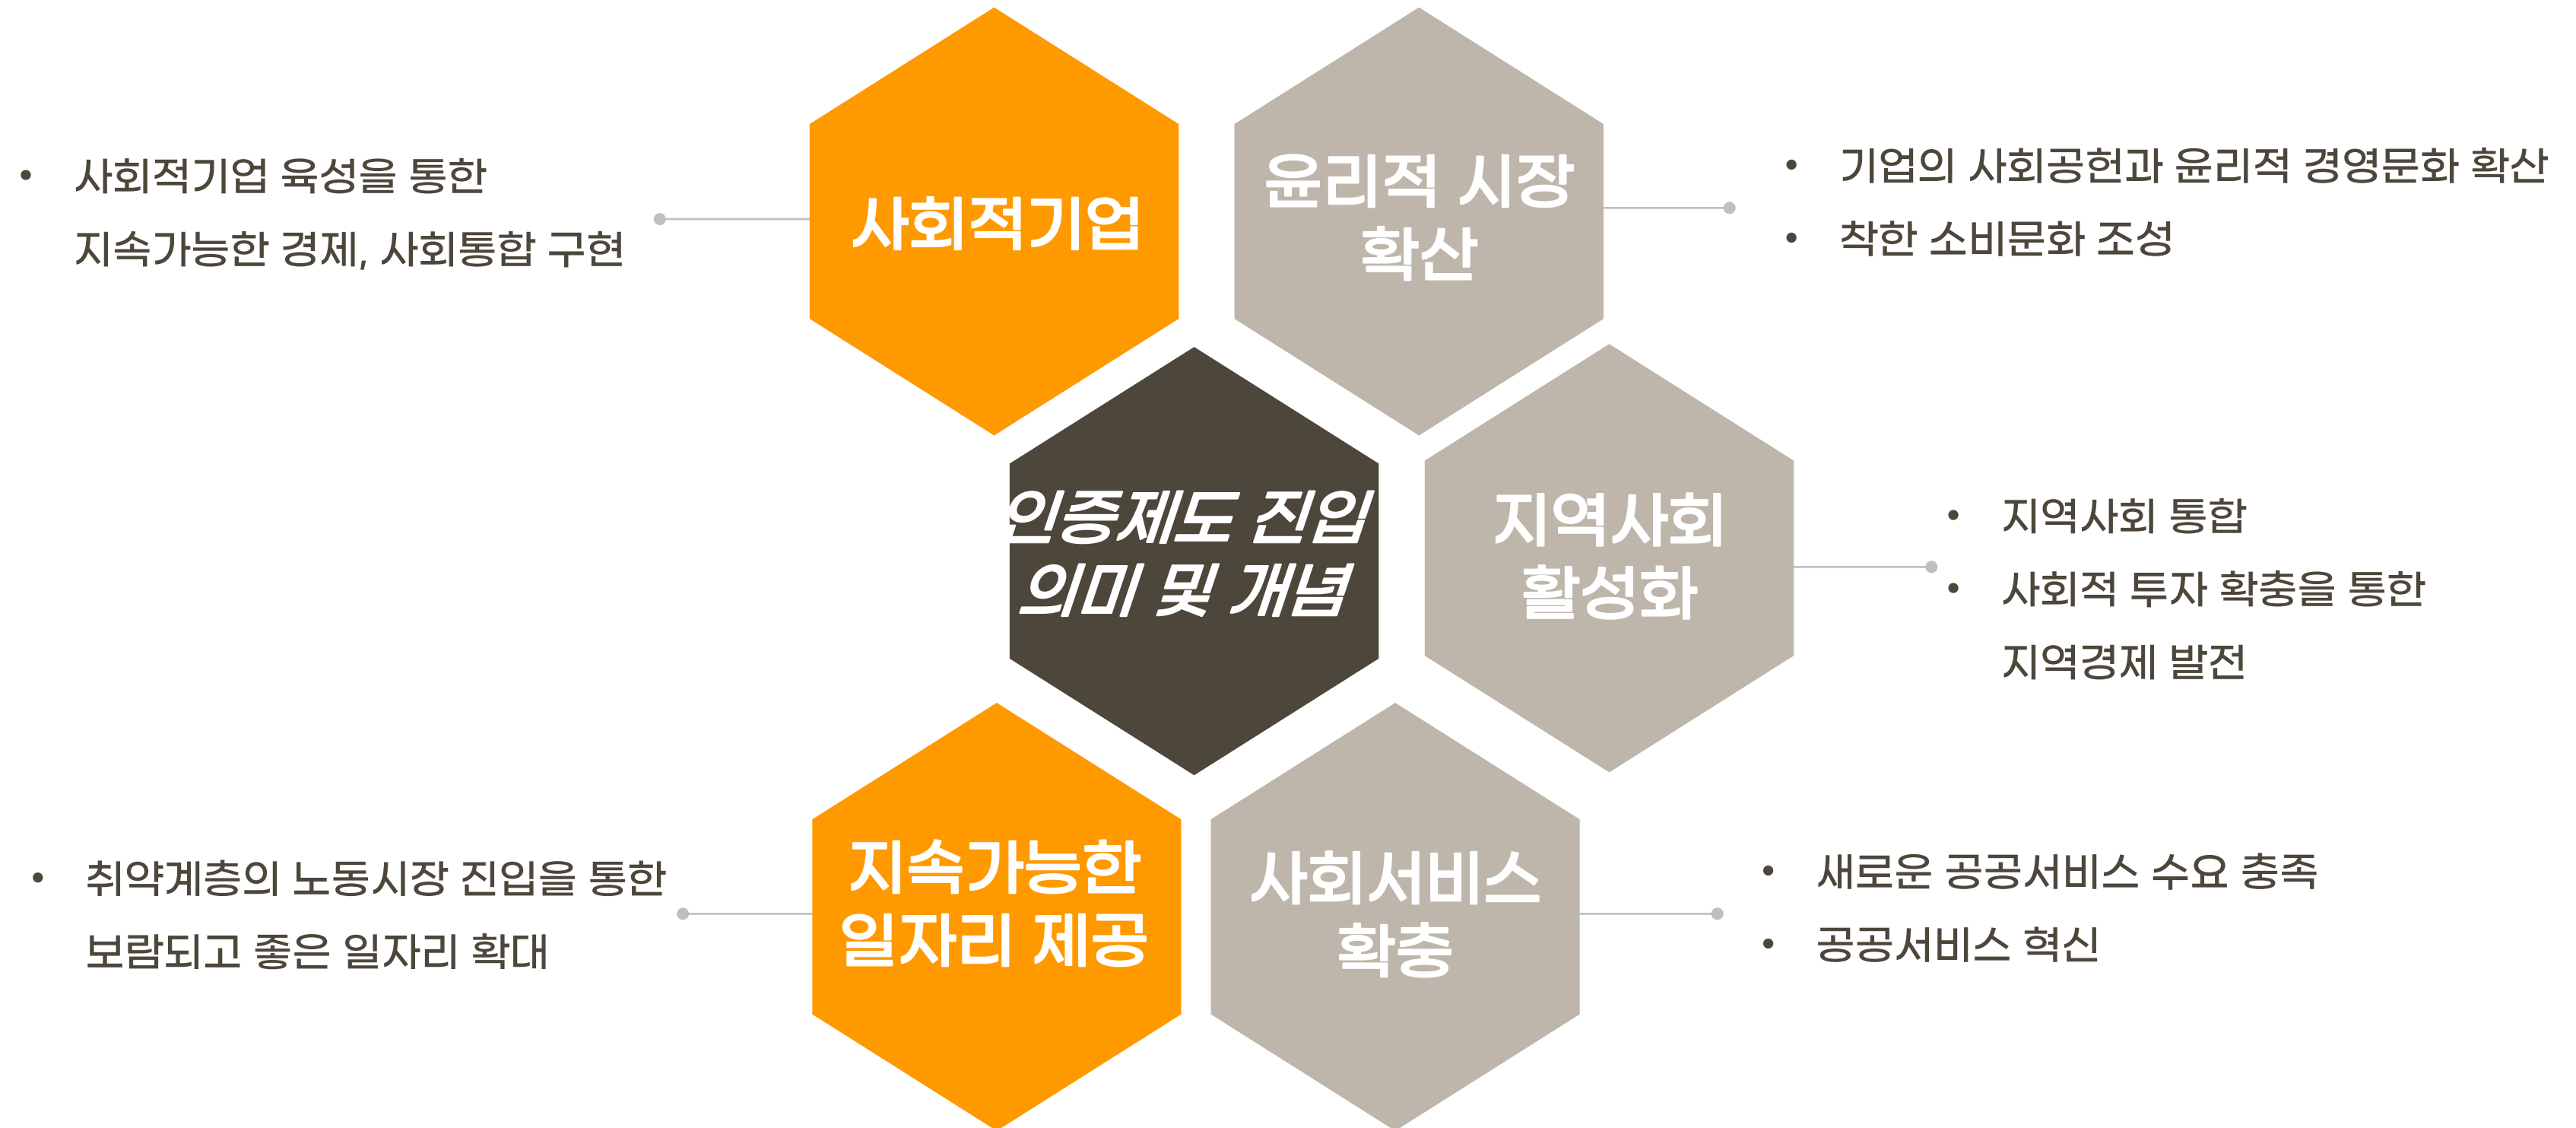 사회적기업
• 사회적기업 육성을 통한
지속가능한 경제, 사회통합 구현
윤리적 시장
확산
• 기업의 사회공헌과 윤리적 경영문화 확산
• 착한 소비문화 조성
인증제도 진입
의미 및 개념
지역사회
활성화
• 지역사회 통합
• 사회적 투자 확충을 통한
지역경제 발전
지속가능한
일자리 제공
• 취약계층의 노동시장 진입을 통한
보람되고 좋은 일자리 확대
사회서비스
확충
• 새로운 공공서비스 수요 충족
• 공공서비스 혁신